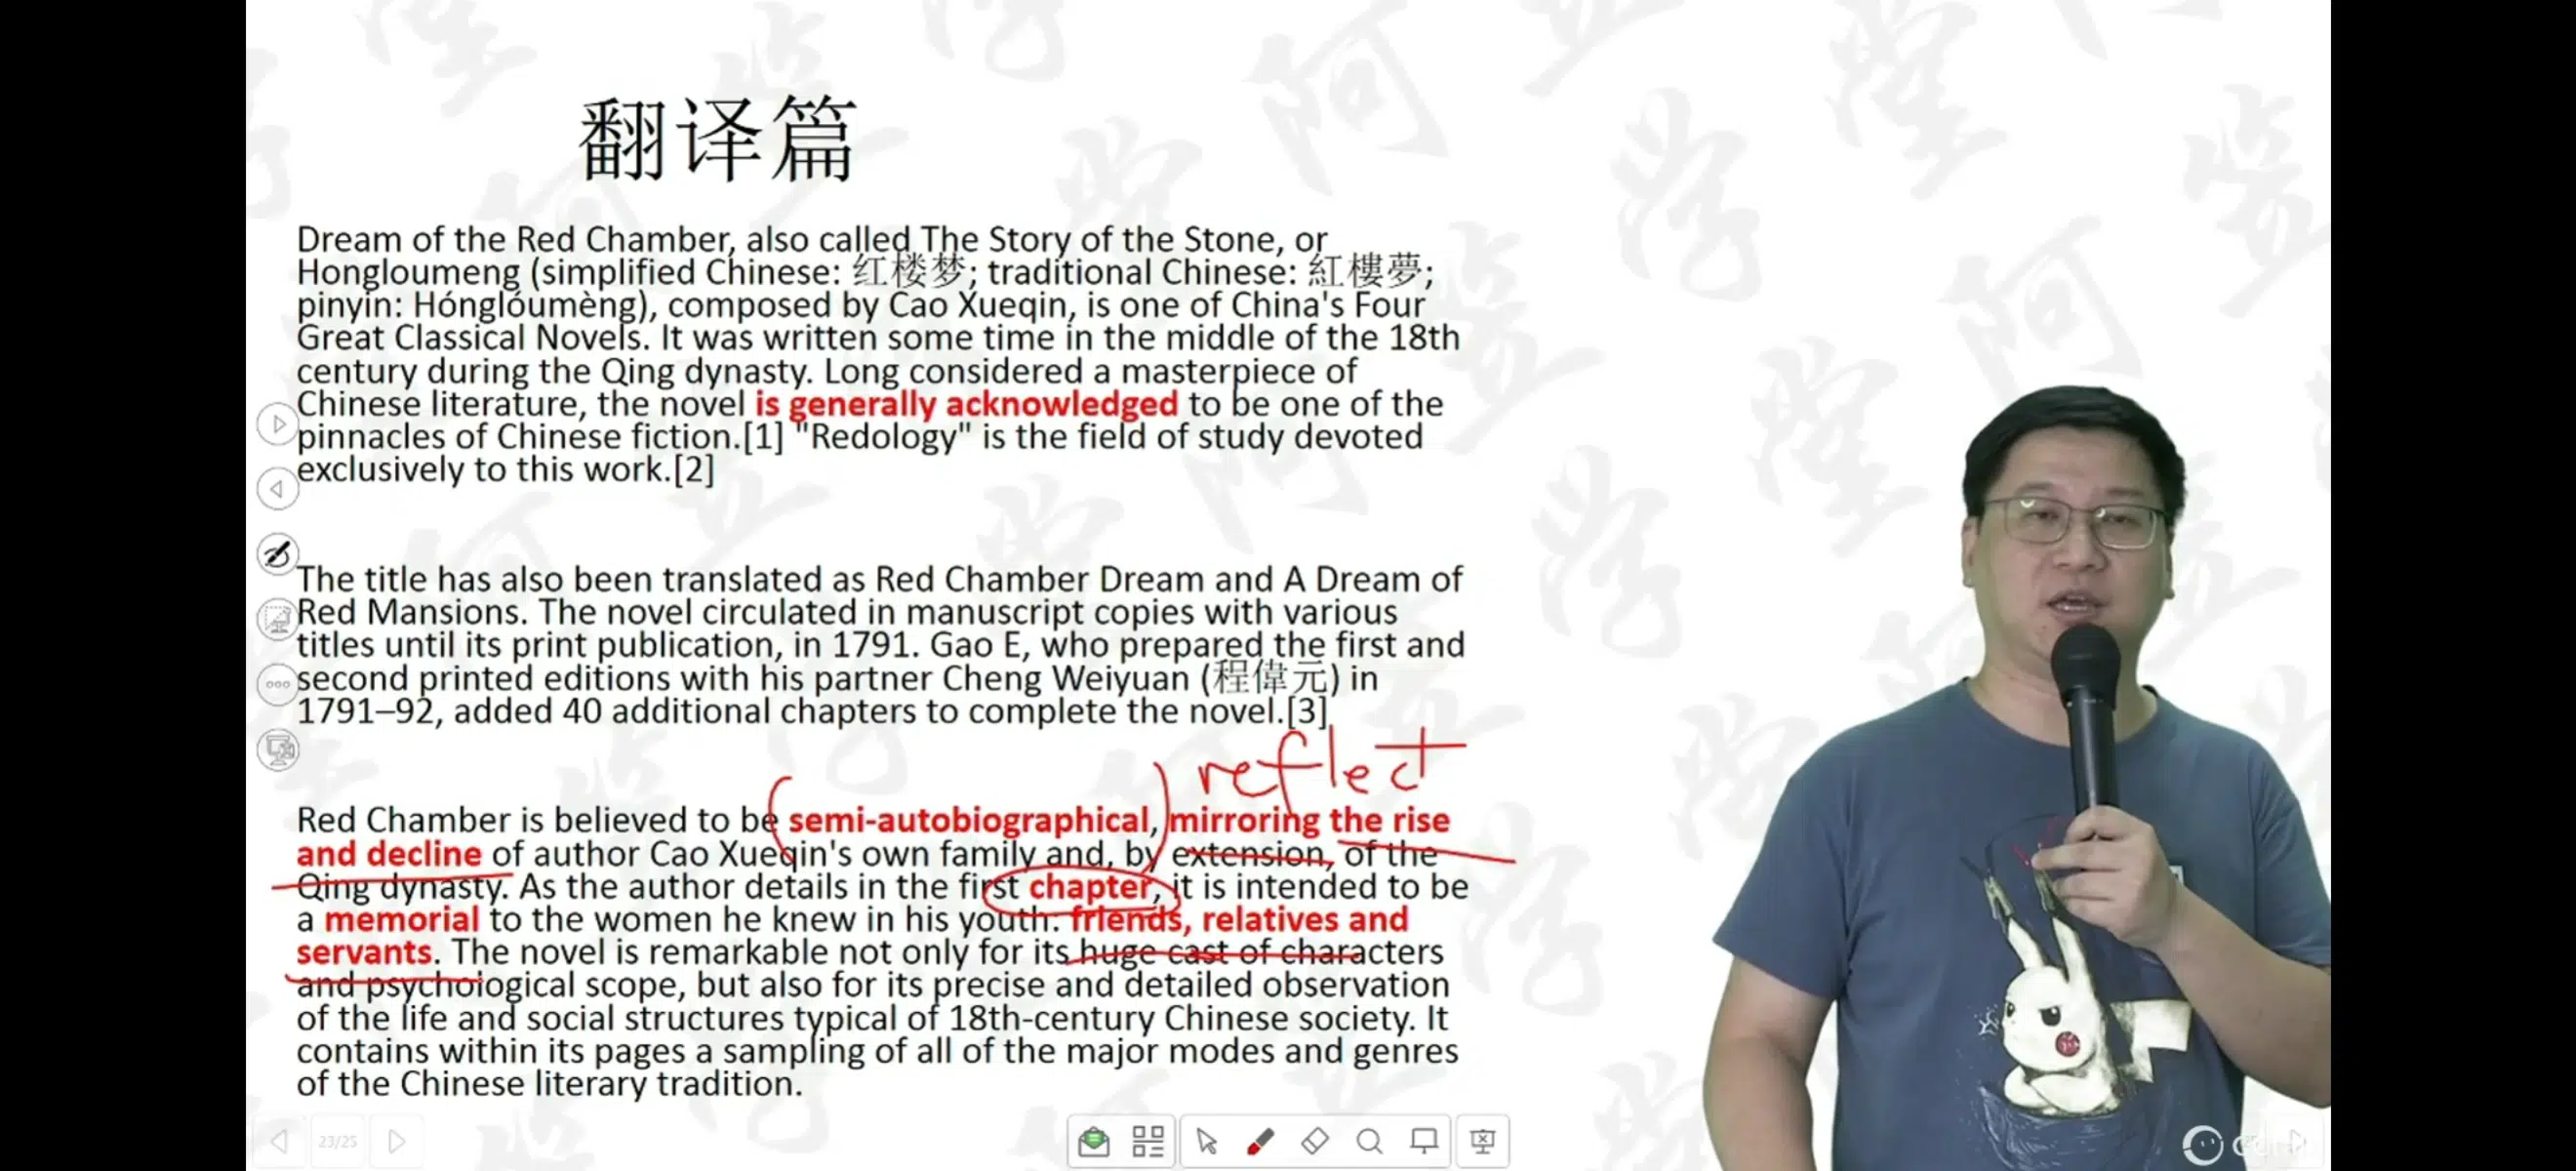 翻译篇
Dream of the Red Chamber, also called The Story of the Stone, or
Hongloumeng (simplified Chinese: 红楼梦; traditional Chinese: 紅樓夢;
pinyin: Hónglóumèng), composed by Cao Xueqin, is one of China's Four
Great Classical Novels. It was written some time in the middle of the 18th
century during the Qing dynasty. Long considered a masterpiece of
Chinese literature, the novel is generally acknowledged to be one of the
pinnacles of Chinese fiction.[1] "Redology" is the field of study devoted
exclusively to this work.[2]
The title has also been translated as Red Chamber Dream and A Dream of
Red Mansions. The novel circulated in manuscript copies with various
titles until its print publication, in 1791. Gao E, who prepared the first and
second printed editions with his partner Cheng Weiyuan (程偉元) in
1791–92, added 40 additional chapters to complete the novel.[3]
reflect
Red Chamber is believed to be semi-autobiographical, mirroring the rise
and decline of author Cao Xueqin's own family and, by extension, of the
Qing dynasty. As the author details in the first chapter, it is intended to be
a memorial to the women he knew in his youth: friends, relatives and
servants. The novel is remarkable not only for its huge cast of characters
and psychological scope, but also for its precise and detailed observation
of the life and social structures typical of 18th-century Chinese society. It
contains within its pages a sampling of all of the major modes and genres
of the Chinese literary tradition.
23/25